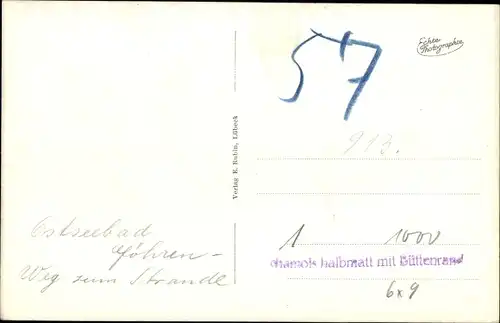 57
Echte
Photographie
Verlag E. Rubin, Lübeck
913.
Ostseebad
Göhren -
Weg zum Strande
1 1000
chamois halbmatt mit Büttenrand
6x9